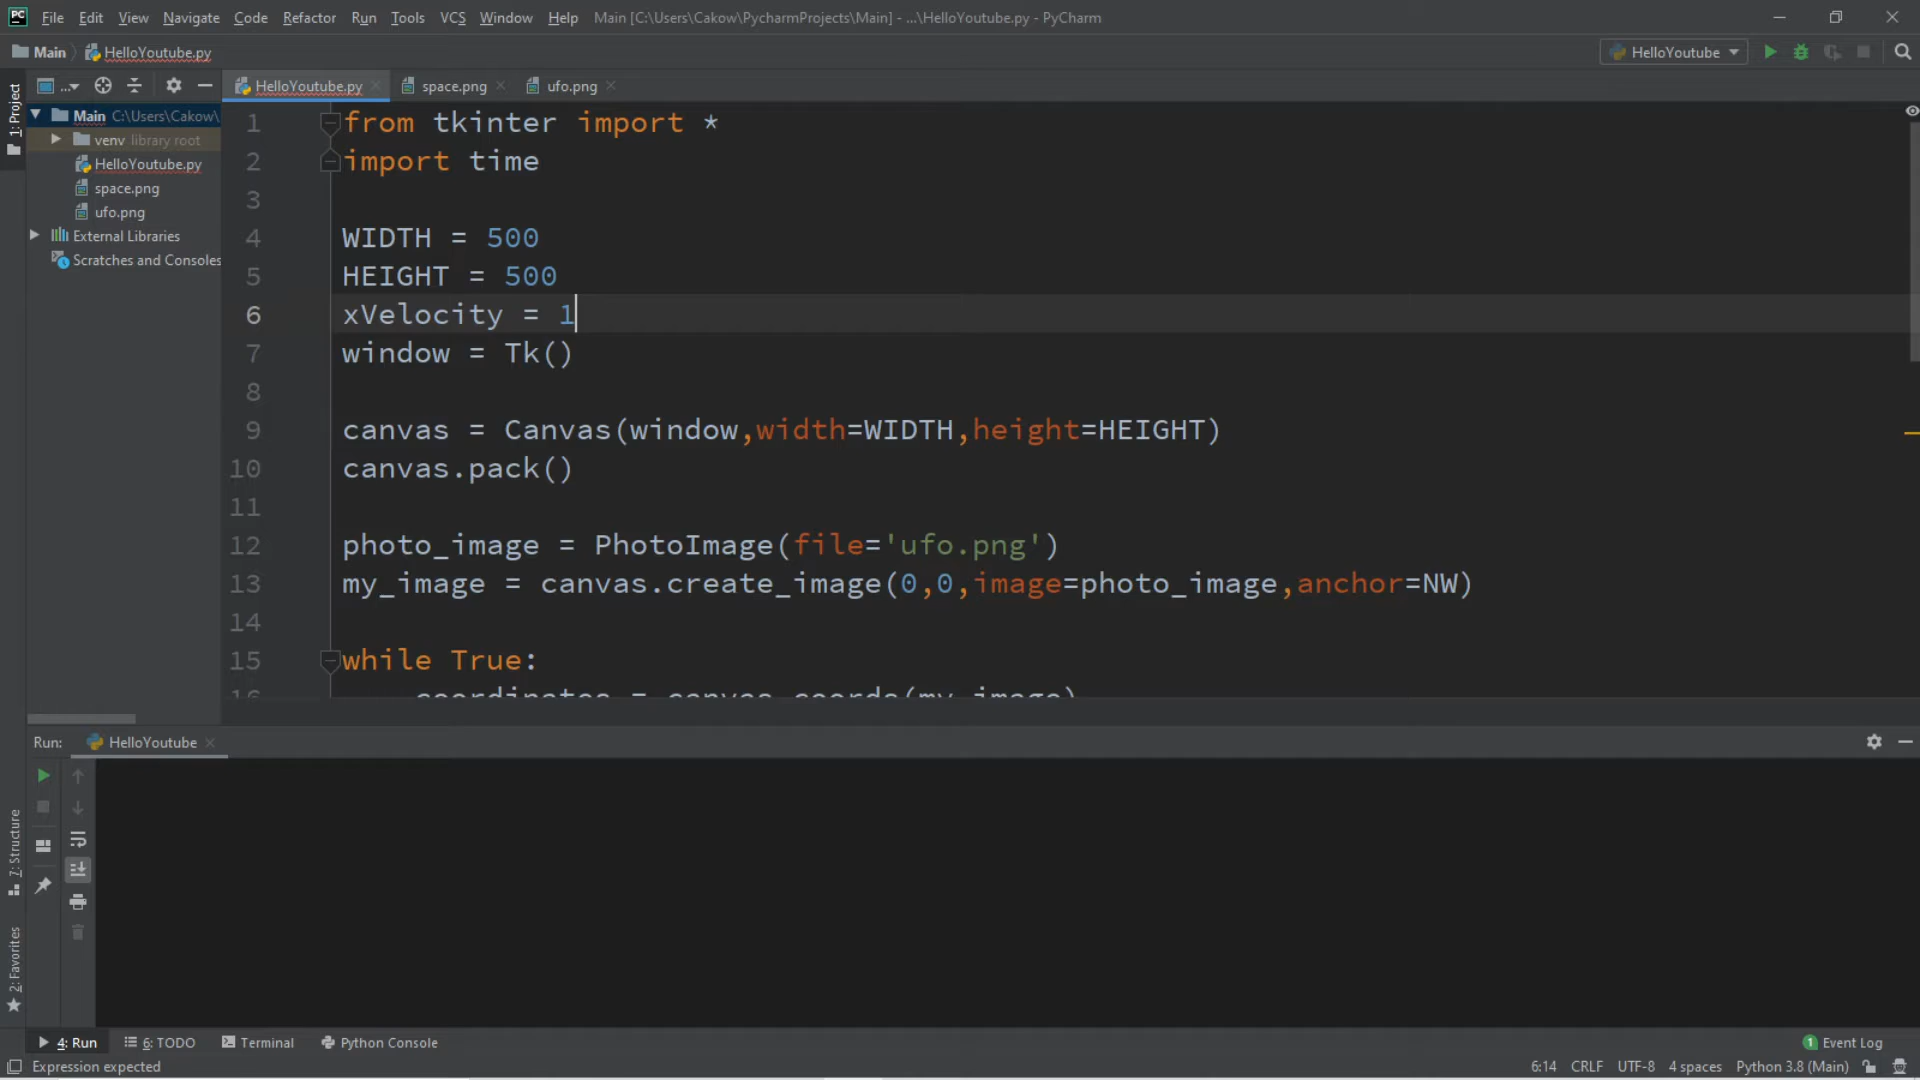 PC File Edit View Navigate Code Refactor Run Tools VCS Window Help Main [C:\Users\Cakow\PycharmProjects\Main] - ...\HelloYoutube.py - PyCharm
Main HelloYoutube.py HelloYoutube
... HelloYoutube.py space.png ufo.png
1: Project
Main C:\Users\Cakow\
venv library root
HelloYoutube.py
space.png
ufo.png
External Libraries
Scratches and Consoles
1 from tkinter import *
2 import time
3
4 WIDTH = 500
5 HEIGHT = 500
6 xVelocity = 1
7 window = Tk()
8
9 canvas = Canvas(window,width=WIDTH,height=HEIGHT)
10 canvas.pack()
11
12 photo_image = PhotoImage(file='ufo.png')
13 my_image = canvas.create_image(0,0,image=photo_image,anchor=NW)
14
15 while True:
16 coordinates = canvas.coords(my_image)
Run: HelloYoutube
7: Structure
2: Favorites
4: Run 6: TODO Terminal Python Console 1 Event Log
Expression expected 6:14 CRLF UTF-8 4 spaces Python 3.8 (Main)